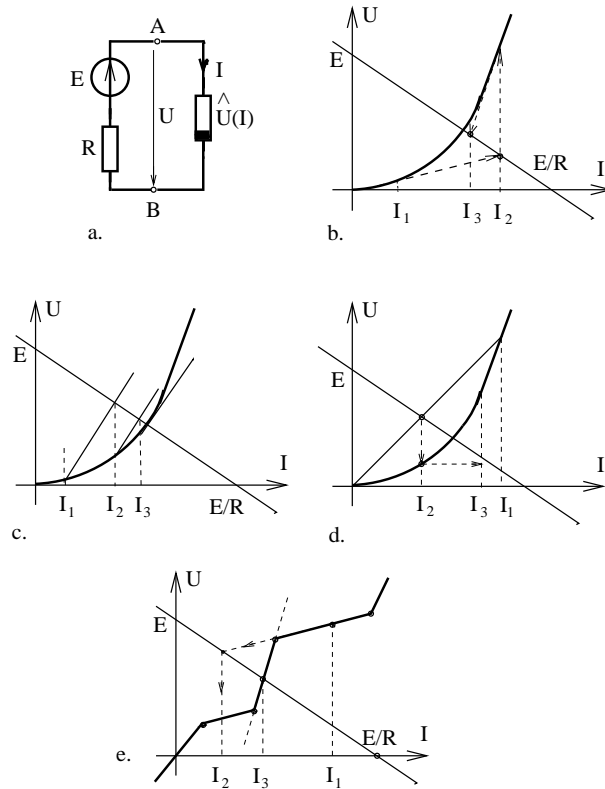 A
E
I
U
Û(I)
R
B
a.
U
E
E/R
I
I1
I3
I2
b.
U
E
I
I1
I2
I3
E/R
c.
U
E
I
I2
I3
I1
d.
U
E
E/R
I
I2
I3
I1
e.